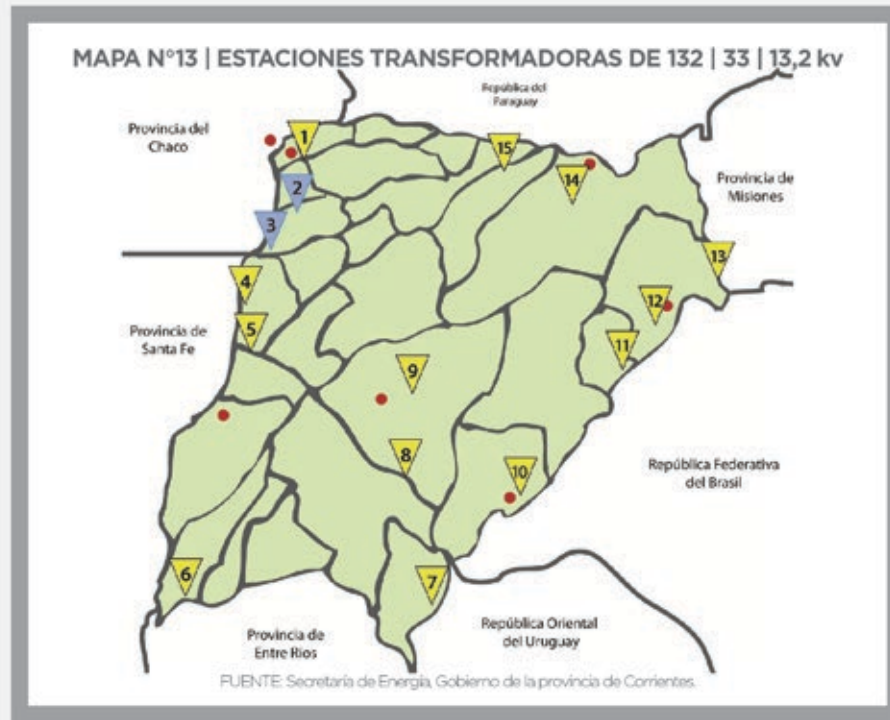 MAPA N°13 | ESTACIONES TRANSFORMADORAS DE 132 | 33 | 13,2 kv
República del
Paraguay
Provincia del
Chaco
1
15
14
2
Provincia de
Misiones
3
13
4
12
5
Provincia de
Santa Fe
11
9
8
10
República Federativa
del Brasil
6
7
República Oriental
del Uruguay
Provincia de
Entre Rios
FUENTE: Secretaría de Energía, Gobierno de la provincia de Corrientes.